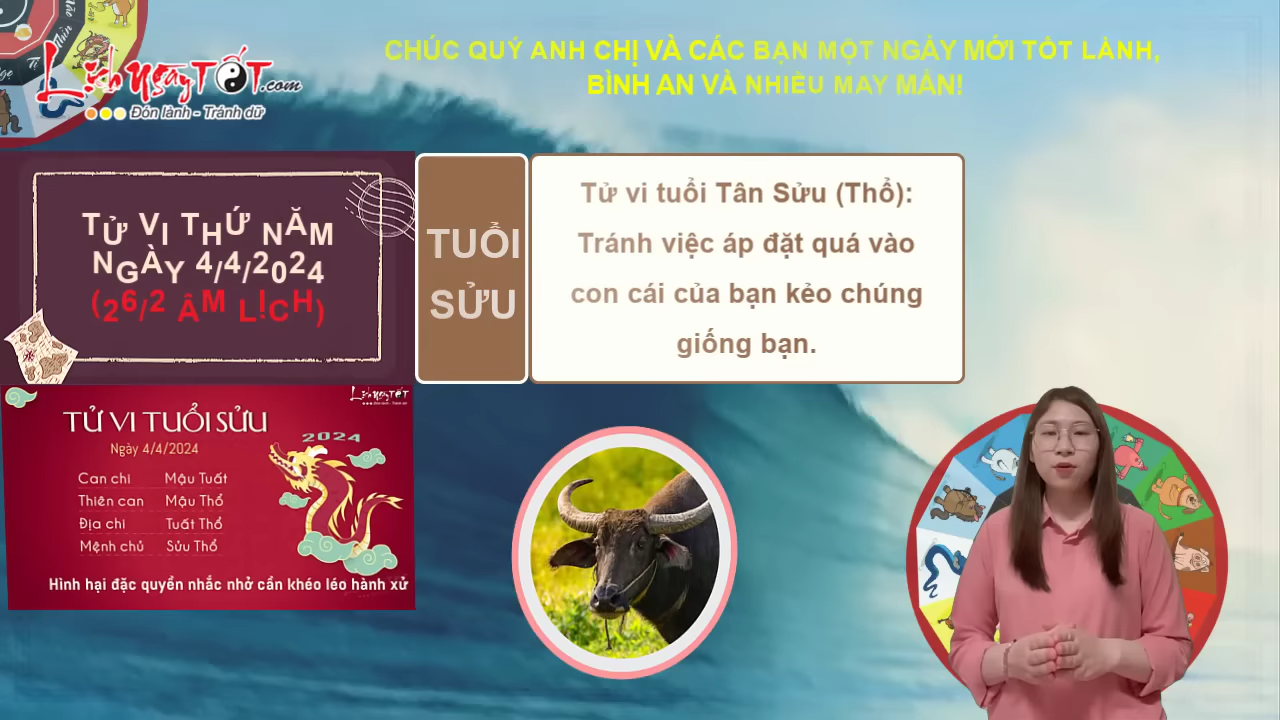 Thìn
Tị
LịchNgàyTỐT.com
Đón lành - Tránh dữ
CHÚC QUÝ ANH CHỊ VÀ CÁC BẠN MỘT NGÀY MỚI TỐT LÀNH,
BÌNH AN VÀ NHIỀU MAY MẮN!
TỬ VI THỨ NĂM
NGÀY 4/4/2024
(26/2 ÂM LỊCH)
TUỔI
SỬU
Tử vi tuổi Tân Sửu (Thổ):
Tránh việc áp đặt quá vào
con cái của bạn kẻo chúng
giống bạn.
LịchNgàyTỐT
TỬ VI TUỔI SỬU
Ngày 4/4/2024
2024
Can chi Mậu Tuất
Thiên can Mậu Thổ
Địa chi Tuất Thổ
Mệnh chủ Sửu Thổ
Hình hại đặc quyền nhắc nhở cần khéo léo hành xử